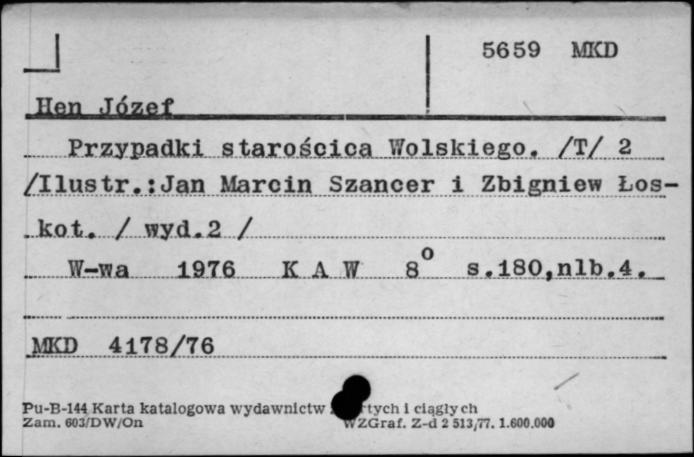 5659 MKD
Hen Józef
Przypadki starościca Wolskiego. /T/ 2
/Ilustr.:Jan Marcin Szancer i Zbigniew Łos-
kot. / wyd.2 /
W-wa 1976 K A W 8° s.180,nlb.4.
MKD 4178/76
Pu-B-144 Karta katalogowa wydawnictw i ciągłych
Zam. 603/DW/On WZGraf. Z-d 2 513/77. 1.600.000